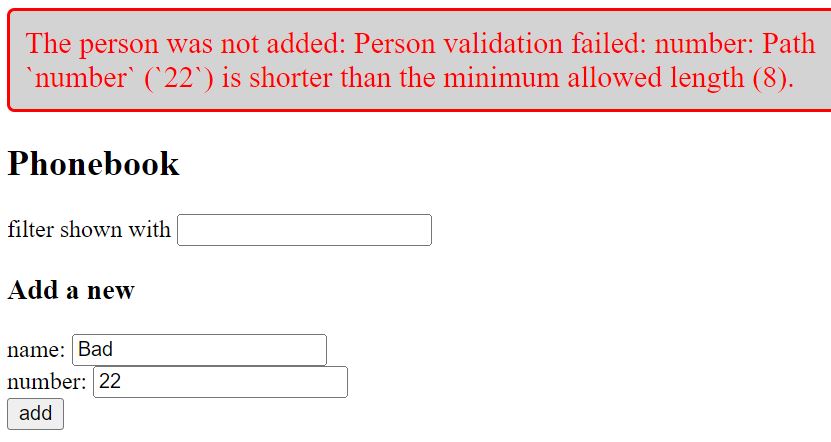 The person was not added: Person validation failed: number: Path
`number` (`22`) is shorter than the minimum allowed length (8).
Phonebook
filter shown with
Add a new
name: Bad
number: 22
add